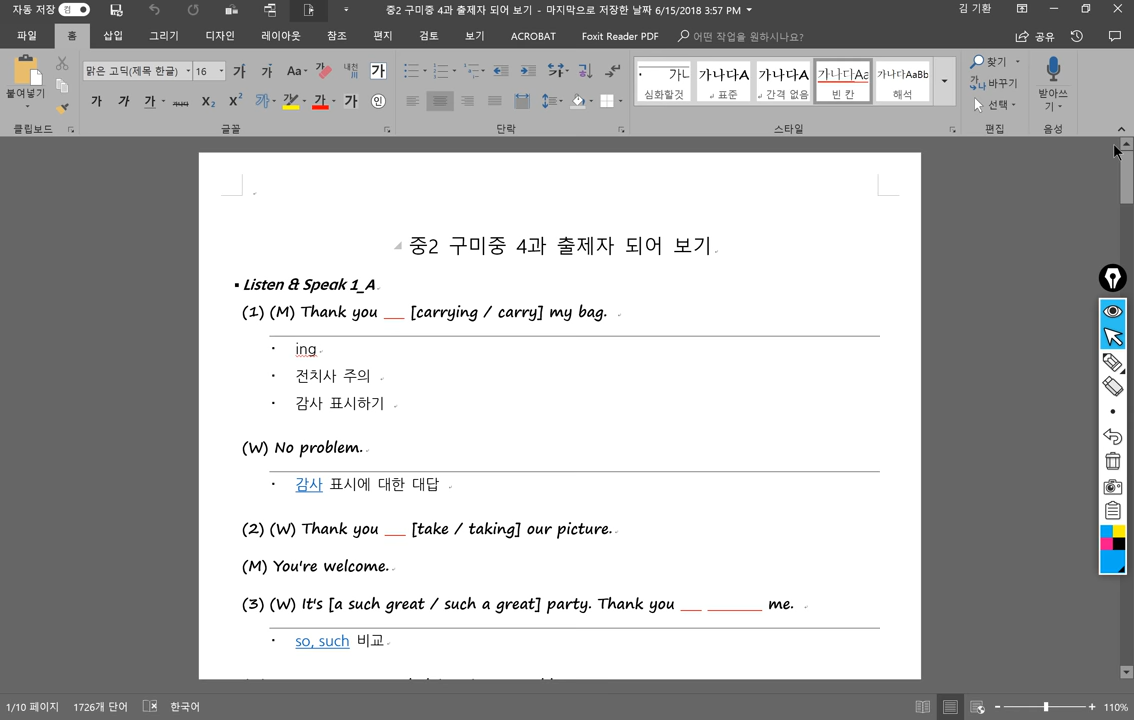 자동 저장 컴
중2 구미중 4과 출제자 되어 보기 - 마지막으로 저장한 날짜 6/15/2018 3:57 PM
김 기환
파일 홈 삽입 그리기 디자인 레이아웃 참조 편지 검토 보기 ACROBAT Foxit Reader PDF 어떤 작업을 원하시나요? 공유
붙여넣기
맑은 고딕(제목 한글) 16
심화할것 표준 간격 없음 빈 칸 해석
찾기
바꾸기
선택
받아쓰기
클립보드 글꼴 단락 스타일 편집 음성
중2 구미중 4과 출제자 되어 보기
Listen & Speak 1_A
(1) (M) Thank you ___ [carrying / carry] my bag.
ing
전치사 주의
감사 표시하기
(W) No problem.
감사 표시에 대한 대답
(2) (W) Thank you ___ [take / taking] our picture.
(M) You're welcome.
(3) (W) It's [a such great / such a great] party. Thank you ___ ______ me.
so, such 비교
1/10 페이지 1726개 단어 한국어 110%